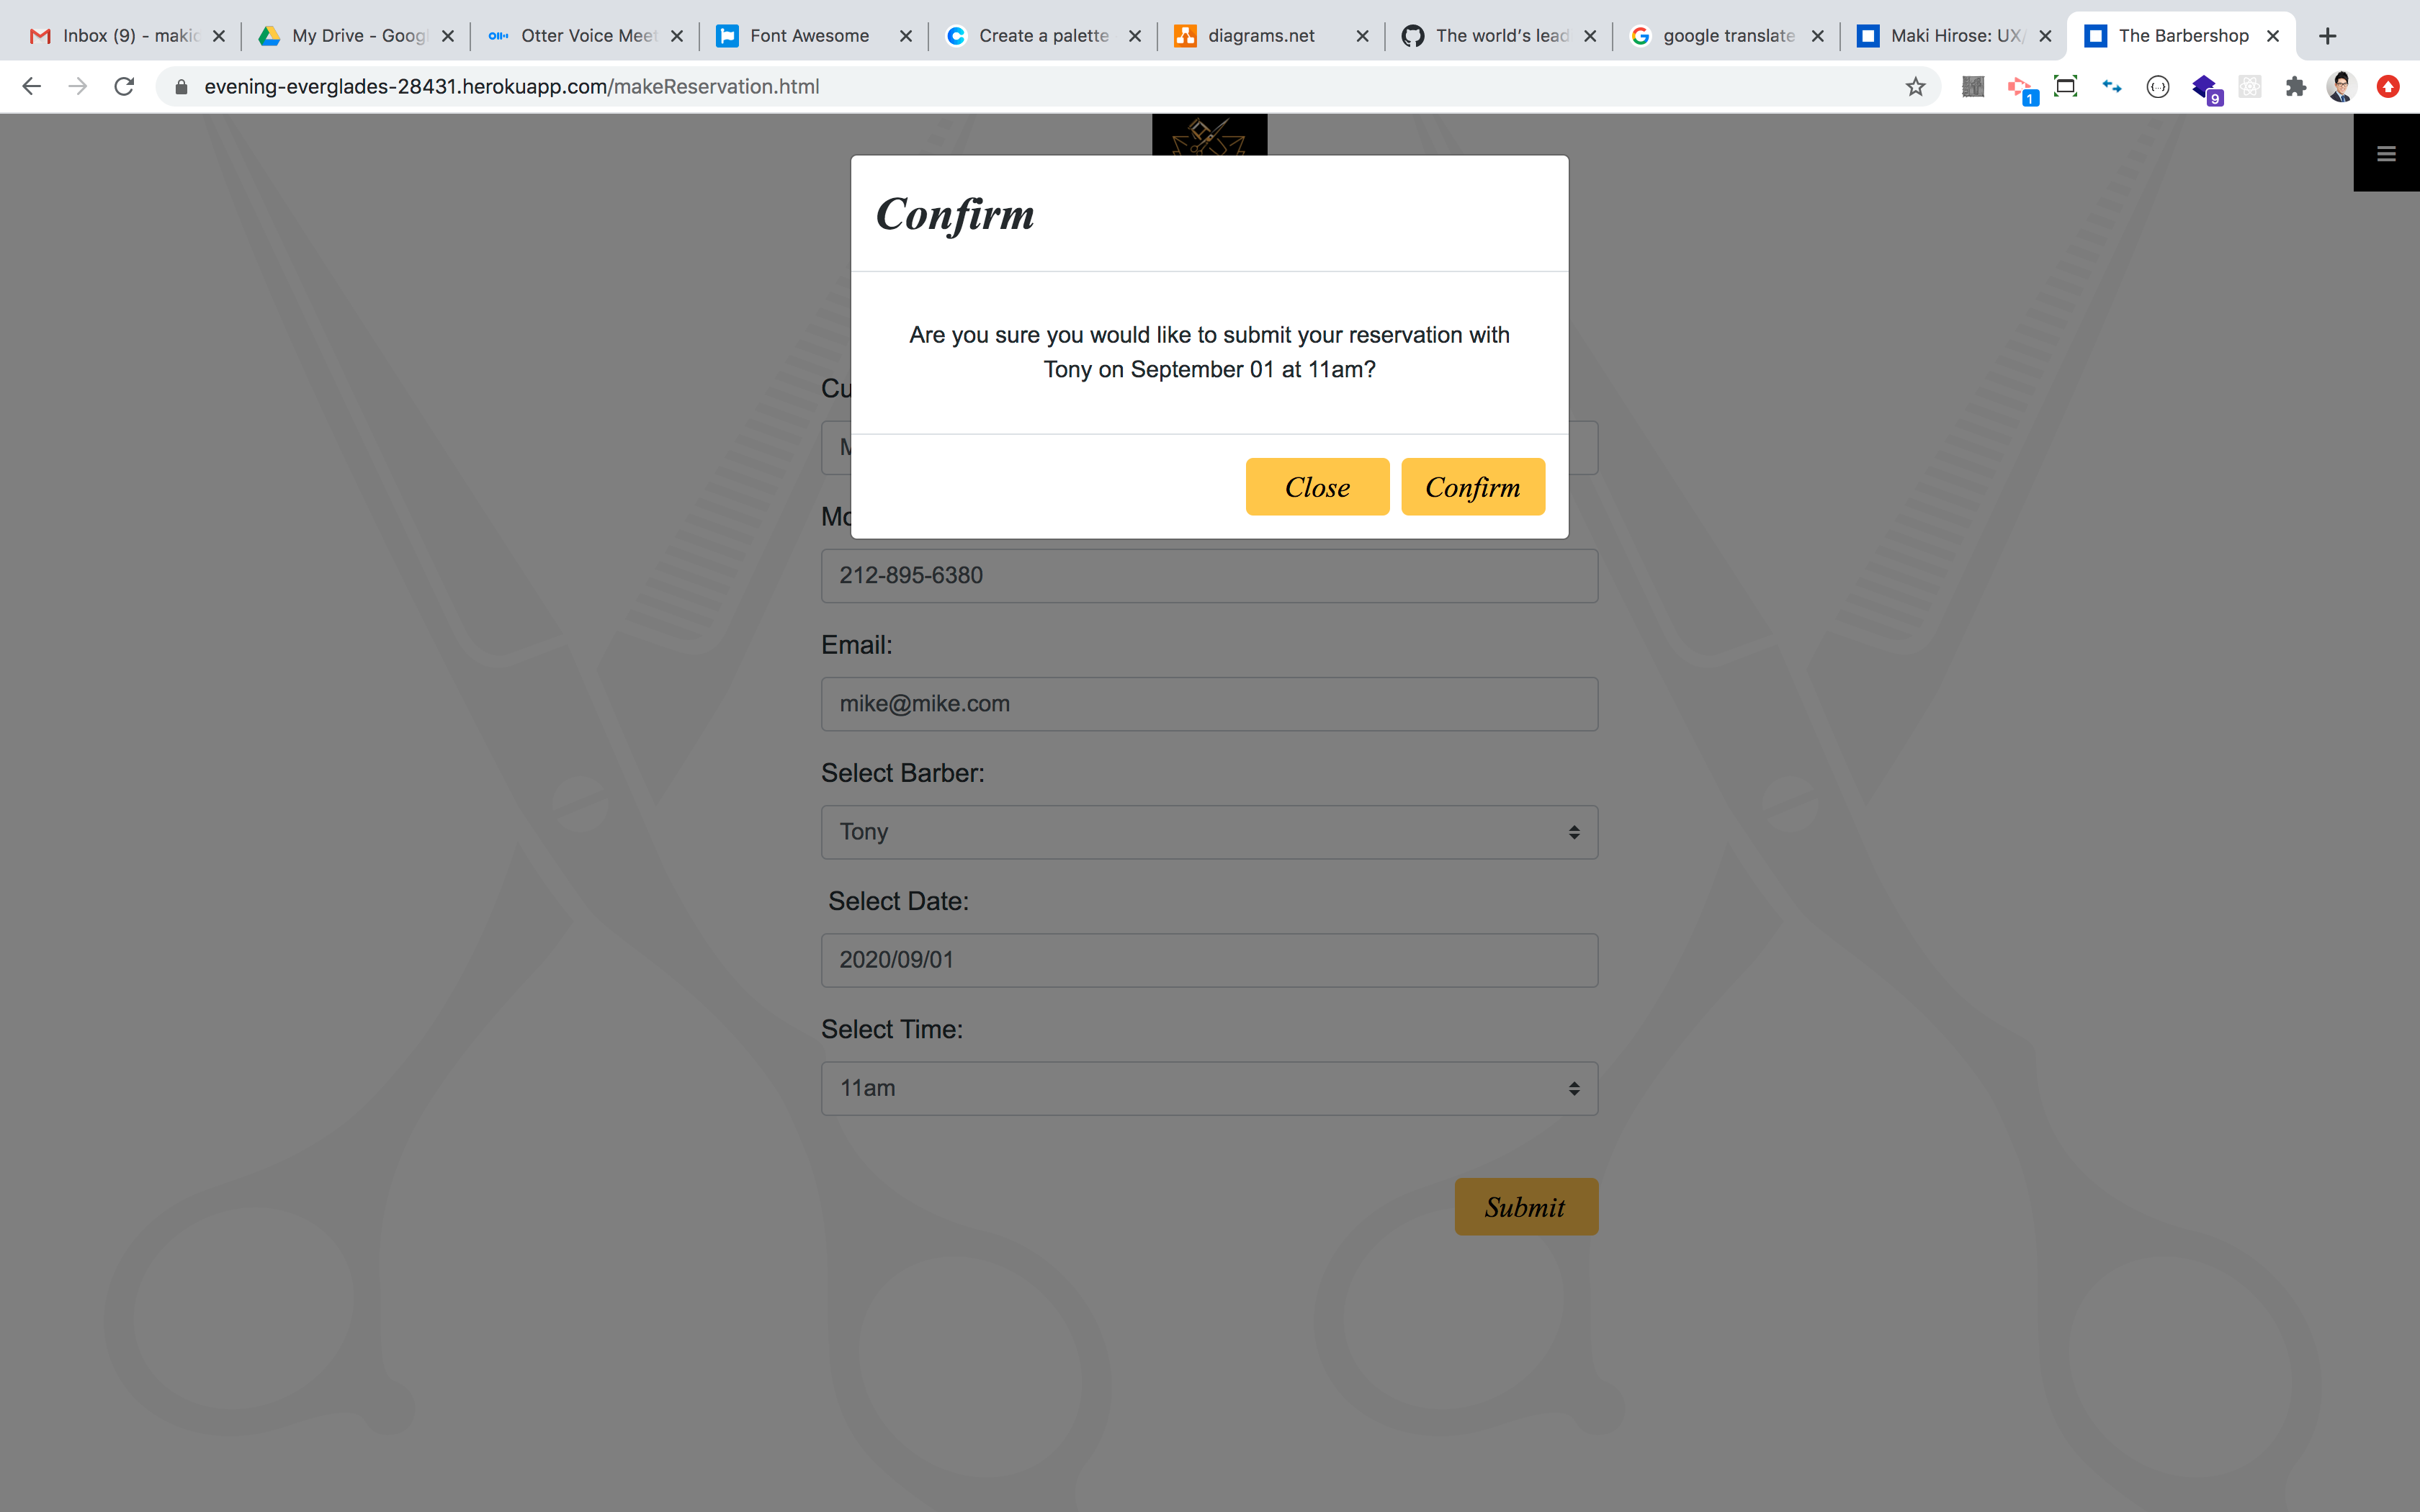 Inbox (9) - maki
My Drive - Goog
Otter Voice Meet
Font Awesome
Create a palette
diagrams.net
The world's lead
google translate
Maki Hirose: UX/
The Barbershop
evening-everglades-28431.herokuapp.com/makeReservation.html
1
9
Confirm
Are you sure you would like to submit your reservation with
Tony on September 01 at 11am?
Close
Confirm
Cu
M
Mo
212-895-6380
Email:
mike@mike.com
Select Barber:
Tony
Select Date:
2020/09/01
Select Time:
11am
Submit